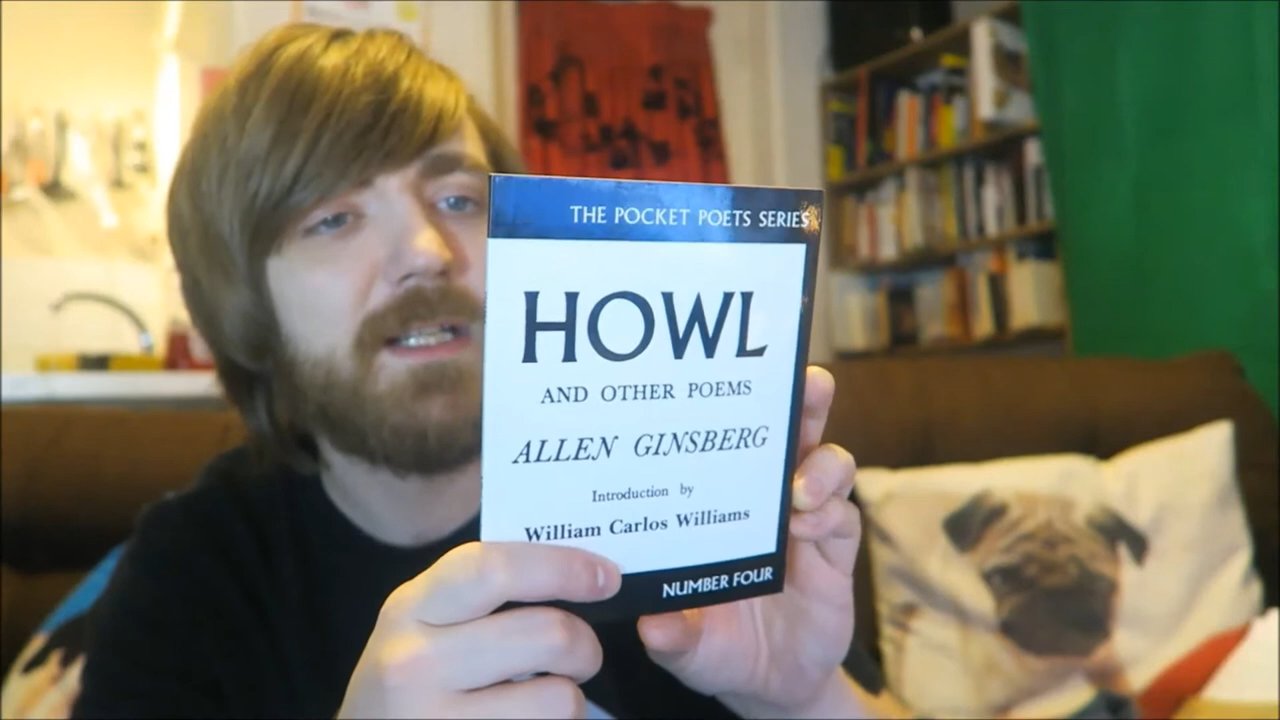 THE POCKET POETS SERIES
HOWL
AND OTHER POEMS
ALLEN GINSBERG
Introduction by
William Carlos Williams
NUMBER FOUR